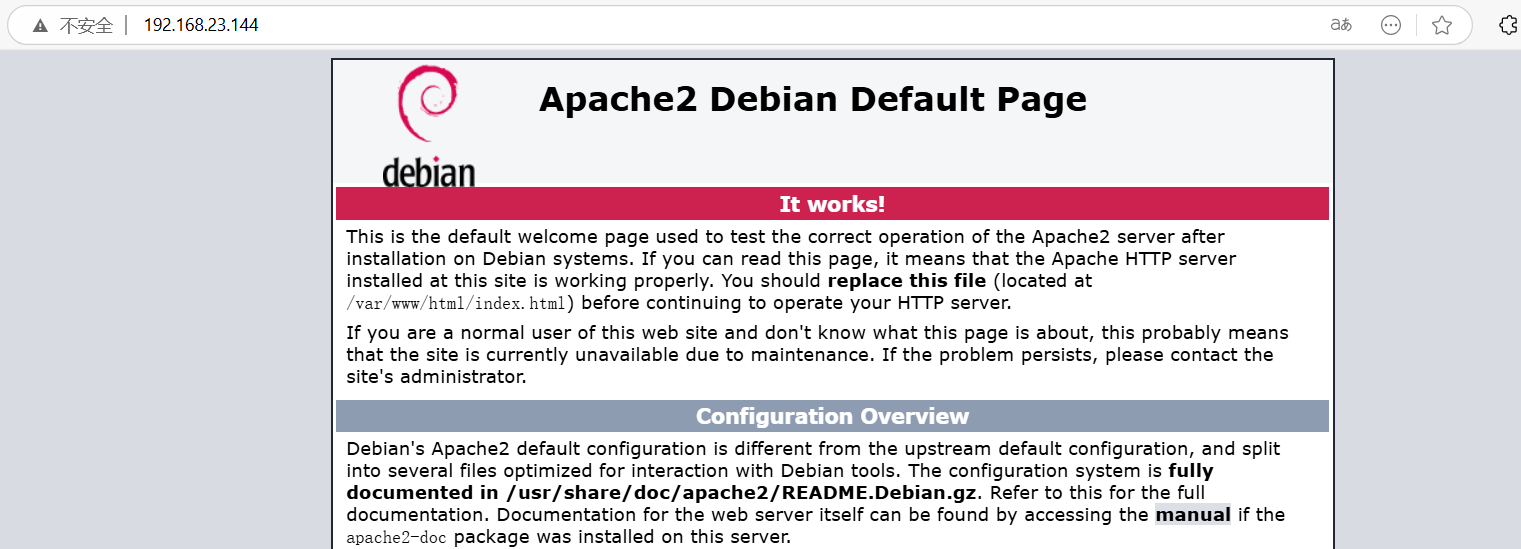 不安全 192.168.23.144 aあ
Apache2 Debian Default Page
debian
It works!
This is the default welcome page used to test the correct operation of the Apache2 server after
installation on Debian systems. If you can read this page, it means that the Apache HTTP server
installed at this site is working properly. You should replace this file (located at
/var/www/html/index.html) before continuing to operate your HTTP server.
If you are a normal user of this web site and don't know what this page is about, this probably means
that the site is currently unavailable due to maintenance. If the problem persists, please contact the
site's administrator.
Configuration Overview
Debian's Apache2 default configuration is different from the upstream default configuration, and split
into several files optimized for interaction with Debian tools. The configuration system is fully
documented in /usr/share/doc/apache2/README.Debian.gz. Refer to this for the full
documentation. Documentation for the web server itself can be found by accessing the manual if the
apache2-doc package was installed on this server.